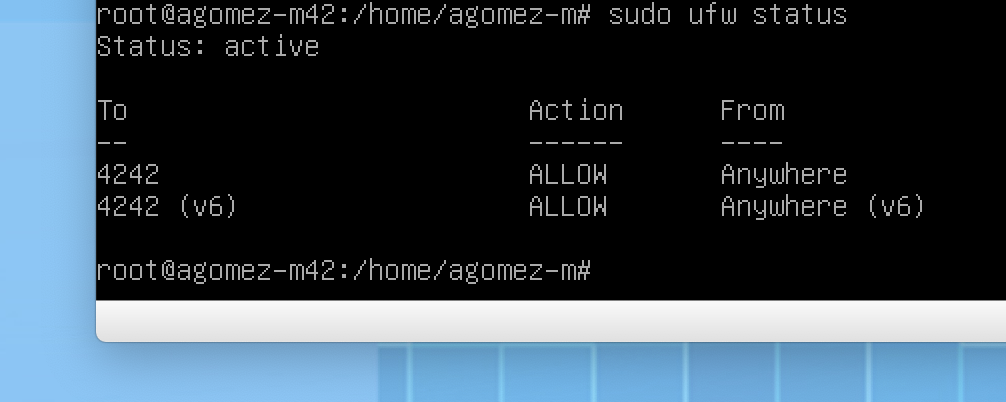 root@agomez-m42:/home/agomez-m# sudo ufw status
Status: active
To                         Action      From
--                         ------      ----
4242                       ALLOW       Anywhere
4242 (v6)                  ALLOW       Anywhere (v6)
root@agomez-m42:/home/agomez-m#